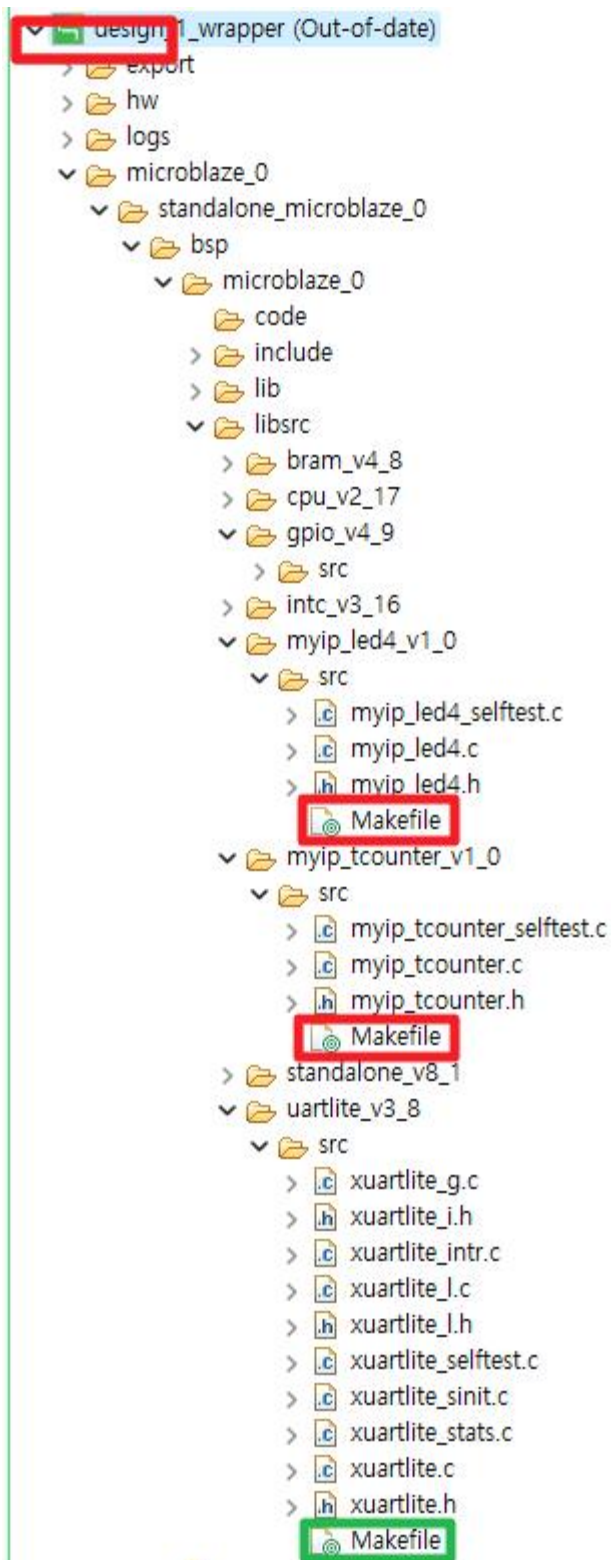 design_1_wrapper (Out-of-date)
export
hw
logs
microblaze_0
standalone_microblaze_0
bsp
microblaze_0
code
include
lib
libsrc
bram_v4_8
cpu_v2_17
gpio_v4_9
src
intc_v3_16
myip_led4_v1_0
src
.c myip_led4_selftest.c
.c myip_led4.c
.h myip_led4.h
Makefile
myip_tcounter_v1_0
src
.c myip_tcounter_selftest.c
.c myip_tcounter.c
.h myip_tcounter.h
Makefile
standalone_v8_1
uartlite_v3_8
src
.c xuartlite_g.c
.h xuartlite_i.h
.c xuartlite_intr.c
.c xuartlite_l.c
.h xuartlite_l.h
.c xuartlite_selftest.c
.c xuartlite_sinit.c
.c xuartlite_stats.c
.c xuartlite.c
.h xuartlite.h
Makefile